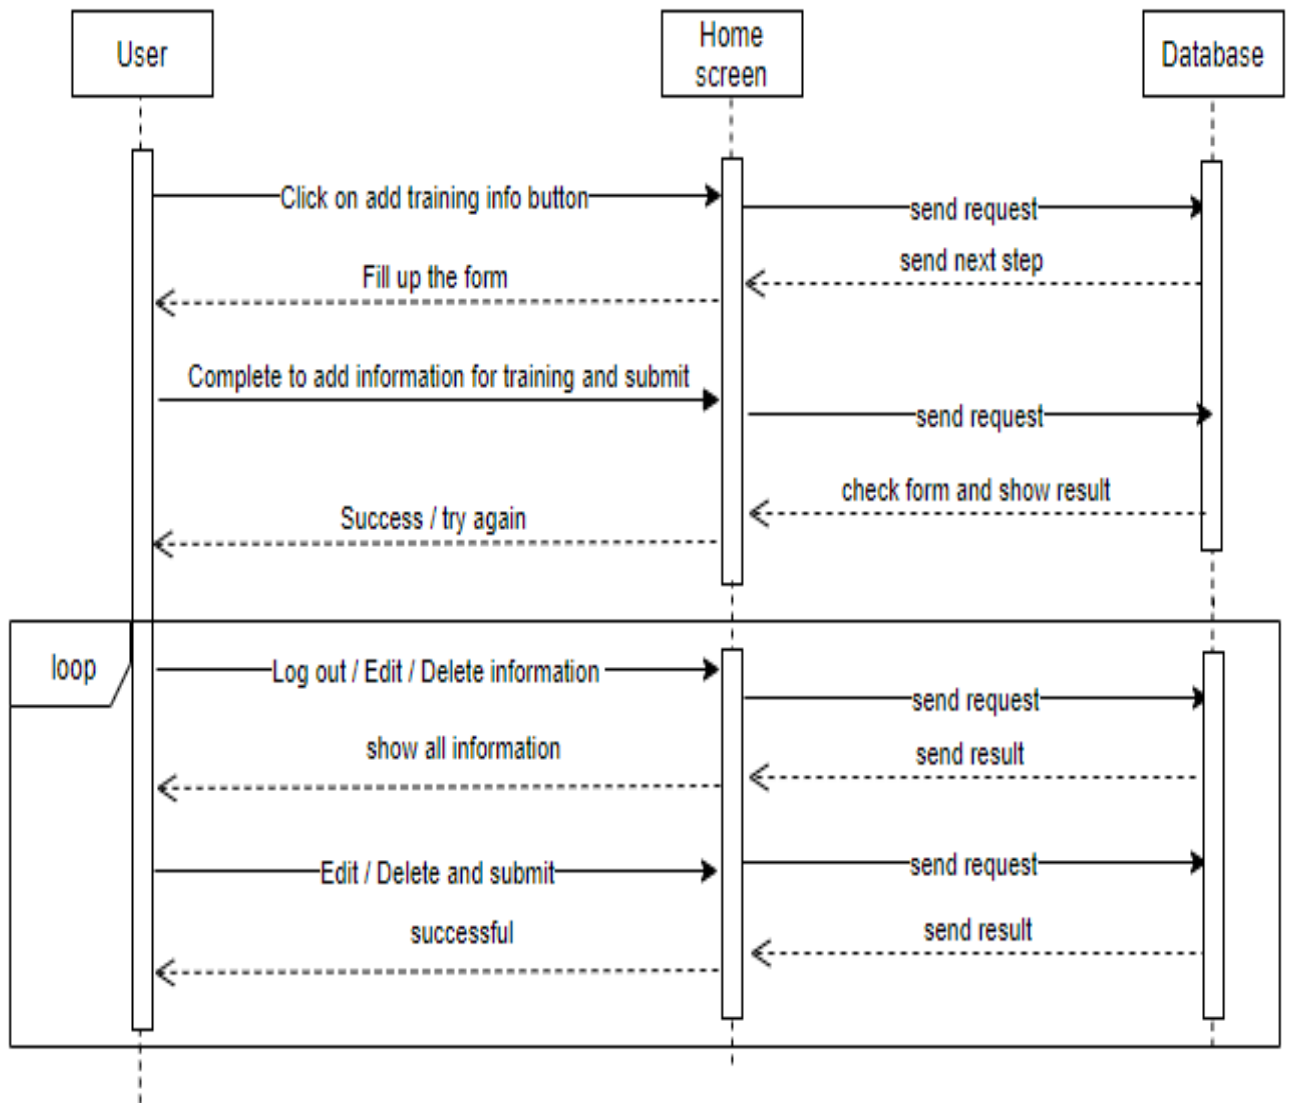 User
Home
screen
Database
Click on add training info button
send request
send next step
Fill up the form
Complete to add information for training and submit
send request
check form and show result
Success / try again
loop
Log out / Edit / Delete information
send request
show all information
send result
Edit / Delete and submit
send request
successful
send result